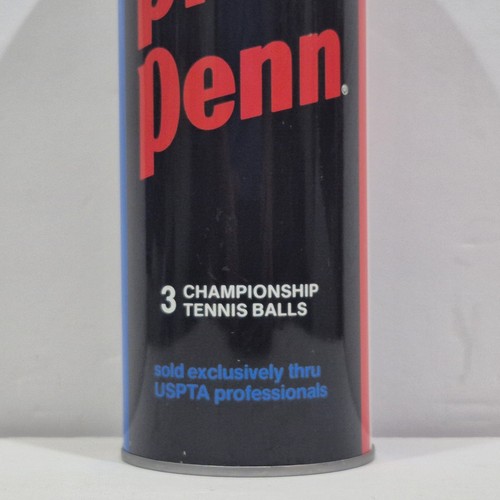 penn®
3 CHAMPIONSHIP
TENNIS BALLS
sold exclusively thru
USPTA professionals